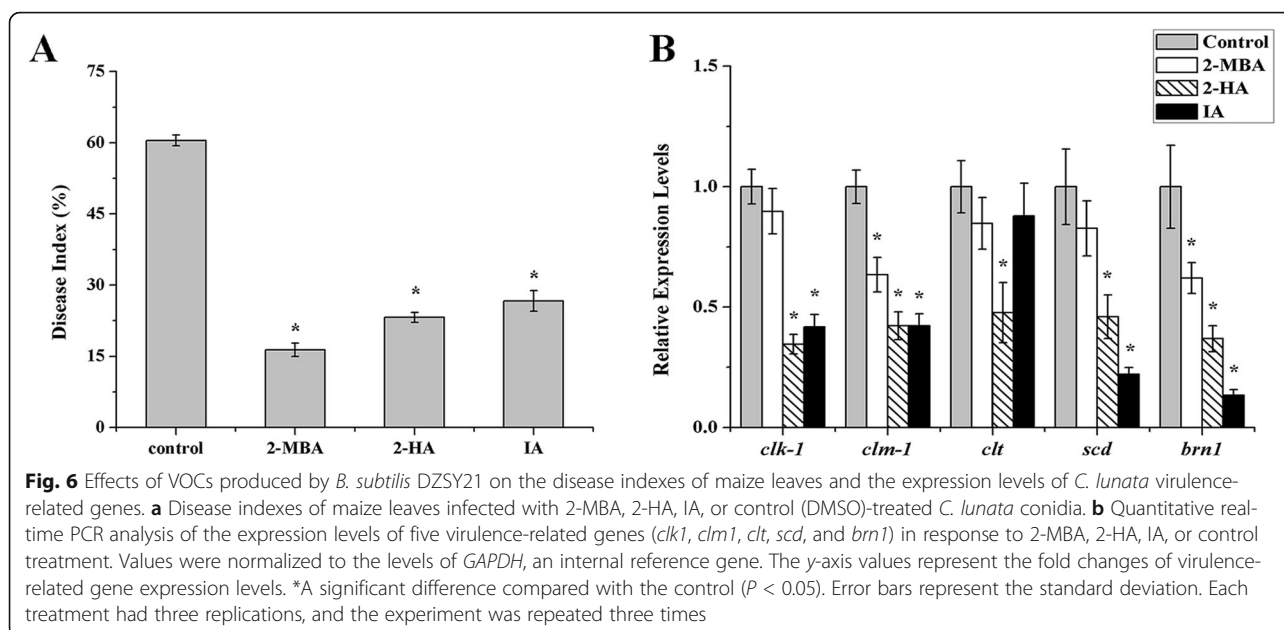 A
75
60
45
30
15
0
Disease Index (%)
control 2-MBA 2-HA IA
* * *
B
1.5
1.0
0.5
0.0
Relative Expression Levels
Control
2-MBA
2-HA
IA
* *
* * *
*
* *
* * *
clk-1 clm-1 clt scd brn1
Fig. 6 Effects of VOCs produced by B. subtilis DZSY21 on the disease indexes of maize leaves and the expression levels of C. lunata virulence-
related genes. a Disease indexes of maize leaves infected with 2-MBA, 2-HA, IA, or control (DMSO)-treated C. lunata conidia. b Quantitative real-
time PCR analysis of the expression levels of five virulence-related genes (clk1, clm1, clt, scd, and brn1) in response to 2-MBA, 2-HA, IA, or control
treatment. Values were normalized to the levels of GAPDH, an internal reference gene. The y-axis values represent the fold changes of virulence-
related gene expression levels. *A significant difference compared with the control (P < 0.05). Error bars represent the standard deviation. Each
treatment had three replications, and the experiment was repeated three times